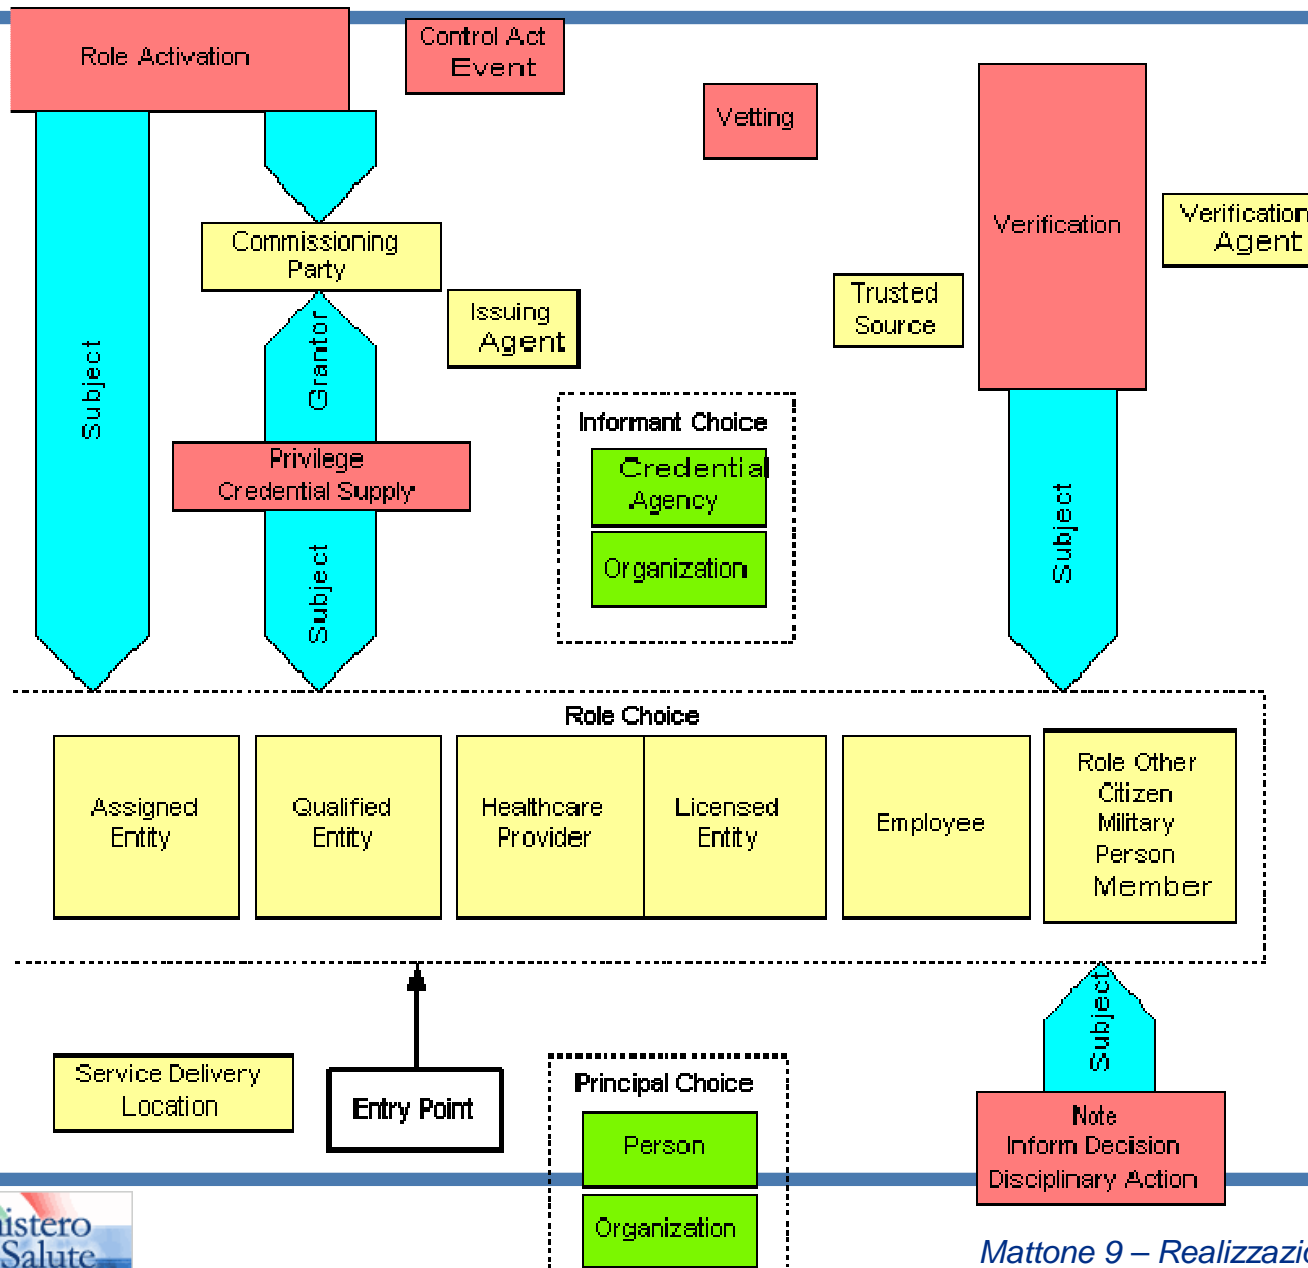 Role Activation
Control Act
Event
Vetting
Verification
Verification
Agent
Commissioning
Party
Trusted
Source
Issuing
Agent
Subject
Grantor
Informant Choice
Credential
Agency
Organization
Privilege
Credential Supply
Subject
Subject
Role Choice
Assigned
Entity
Qualified
Entity
Healthcare
Provider
Licensed
Entity
Employee
Role Other
Citizen
Military
Person
Member
Subject
Service Delivery
Location
Entry Point
Principal Choice
Person
Organization
Note
Inform Decision
Disciplinary Action
nistero
Salute
Mattone 9 – Realizzazio